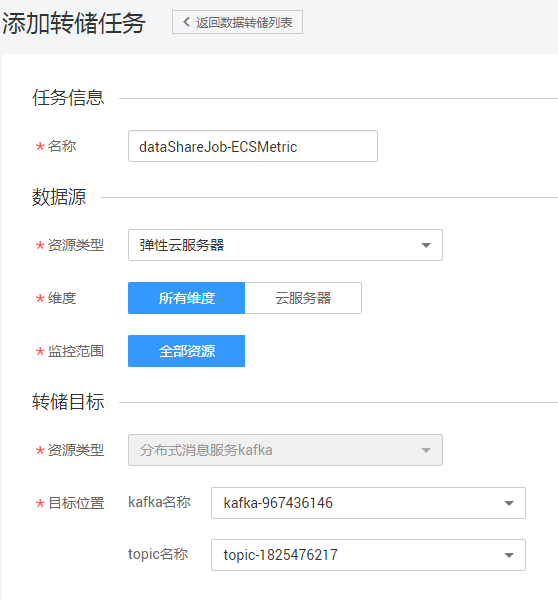 添加转储任务 返回数据转储列表
任务信息
* 名称 dataShareJob-ECSMetric
数据源
* 资源类型 弹性云服务器
* 维度 所有维度 云服务器
* 监控范围 全部资源
转储目标
* 资源类型 分布式消息服务kafka
* 目标位置 kafka名称 kafka-967436146
topic名称 topic-1825476217